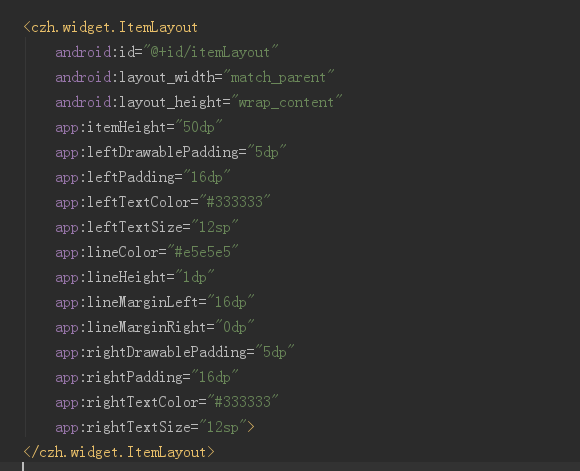 <czh.widget.ItemLayout
    android:id="@+id/itemLayout"
    android:layout_width="match_parent"
    android:layout_height="wrap_content"
    app:itemHeight="50dp"
    app:leftDrawablePadding="5dp"
    app:leftPadding="16dp"
    app:leftTextColor="#333333"
    app:leftTextSize="12sp"
    app:lineColor="#e5e5e5"
    app:lineHeight="1dp"
    app:lineMarginLeft="16dp"
    app:lineMarginRight="0dp"
    app:rightDrawablePadding="5dp"
    app:rightPadding="16dp"
    app:rightTextColor="#333333"
    app:rightTextSize="12sp">
</czh.widget.ItemLayout>